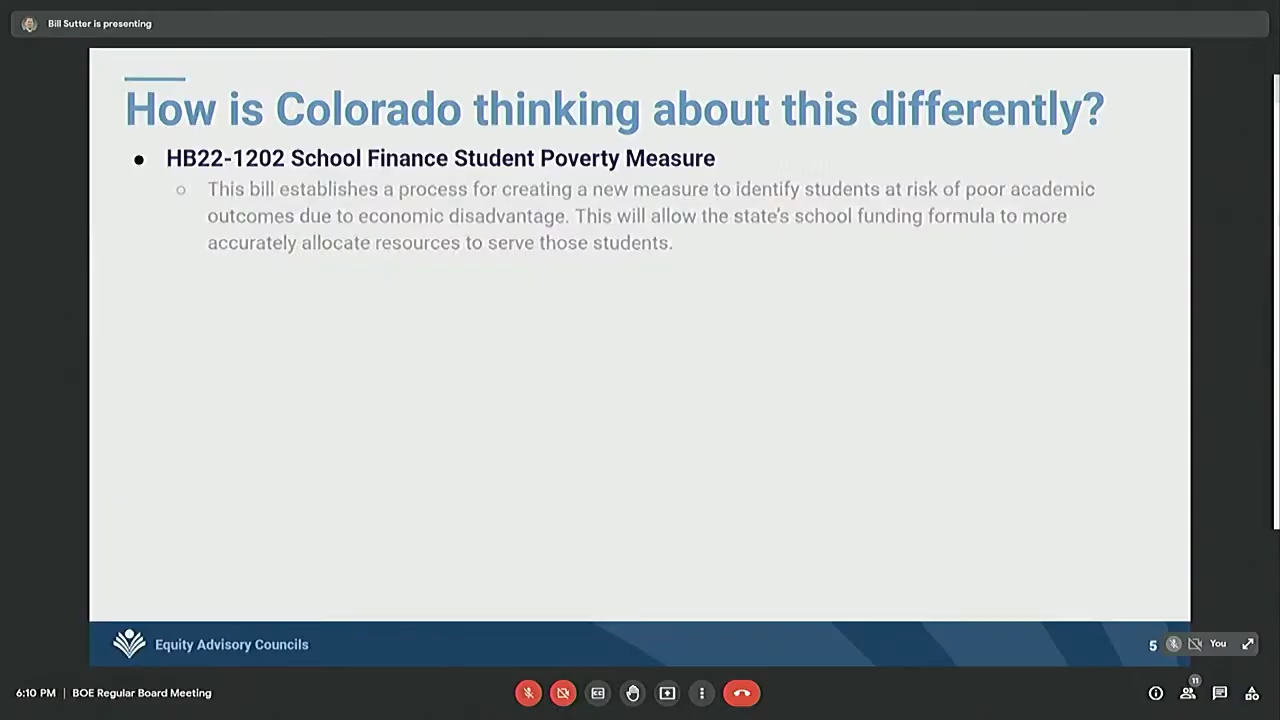 Bill Sutter is presenting
How is Colorado thinking about this differently?
HB22-1202 School Finance Student Poverty Measure
This bill establishes a process for creating a new measure to identify students at risk of poor academic
outcomes due to economic disadvantage. This will allow the state's school funding formula to more
accurately allocate resources to serve those students.
Equity Advisory Councils
5
You
11
6:10 PM | BOE Regular Board Meeting